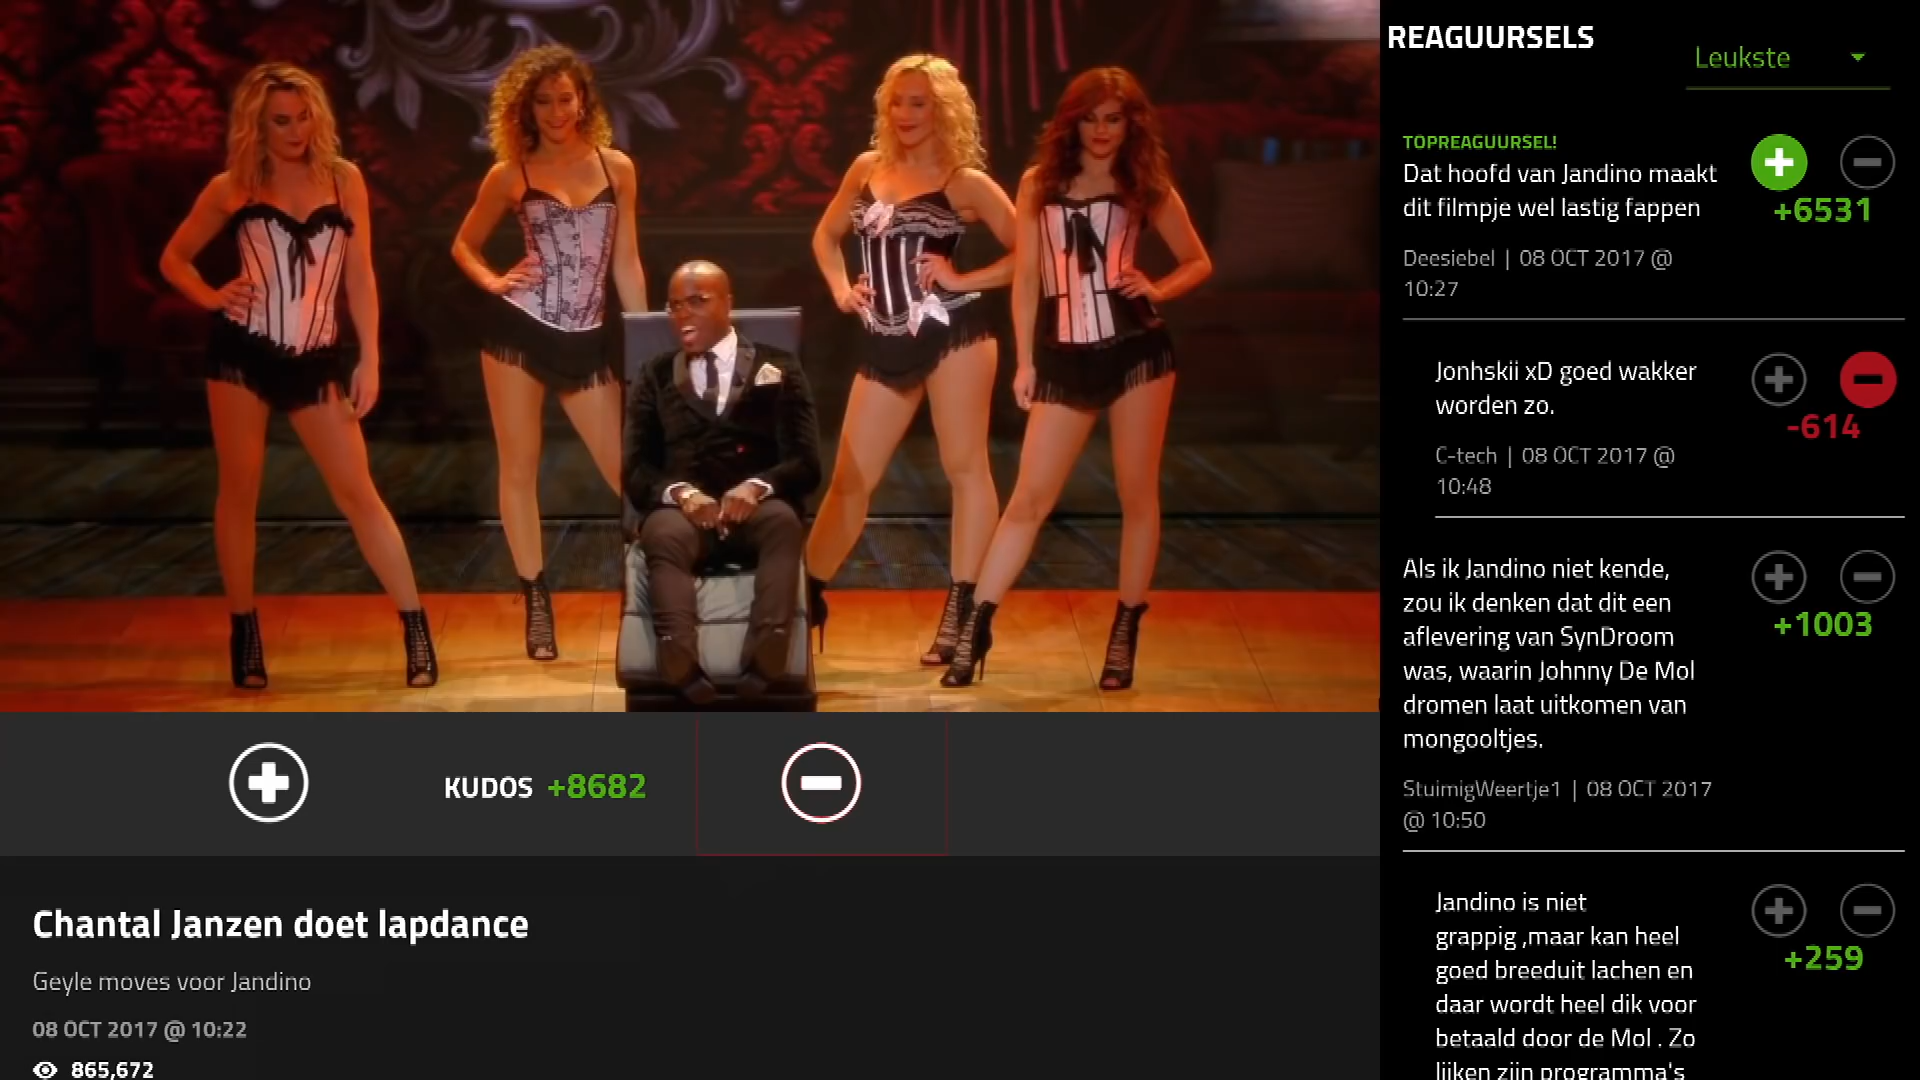 REAGUURSELS
Leukste
TOPREAGUURSEL!
Dat hoofd van Jandino maakt
dit filmpje wel lastig fappen
+6531
Deesiebel | 08 OCT 2017 @
10:27
Jonhskii xD goed wakker
worden zo.
-614
C-tech | 08 OCT 2017 @
10:48
Als ik Jandino niet kende,
zou ik denken dat dit een
aflevering van SynDroom
was, waarin Johnny De Mol
dromen laat uitkomen van
mongooltjes.
+1003
StuimigWeertje1 | 08 OCT 2017
@ 10:50
Jandino is niet
grappig ,maar kan heel
goed breeduit lachen en
daar wordt heel dik voor
betaald door de Mol . Zo
lijken zijn programma's
+259
KUDOS +8682
Chantal Janzen doet lapdance
Geyle moves voor Jandino
08 OCT 2017 @ 10:22
865,672